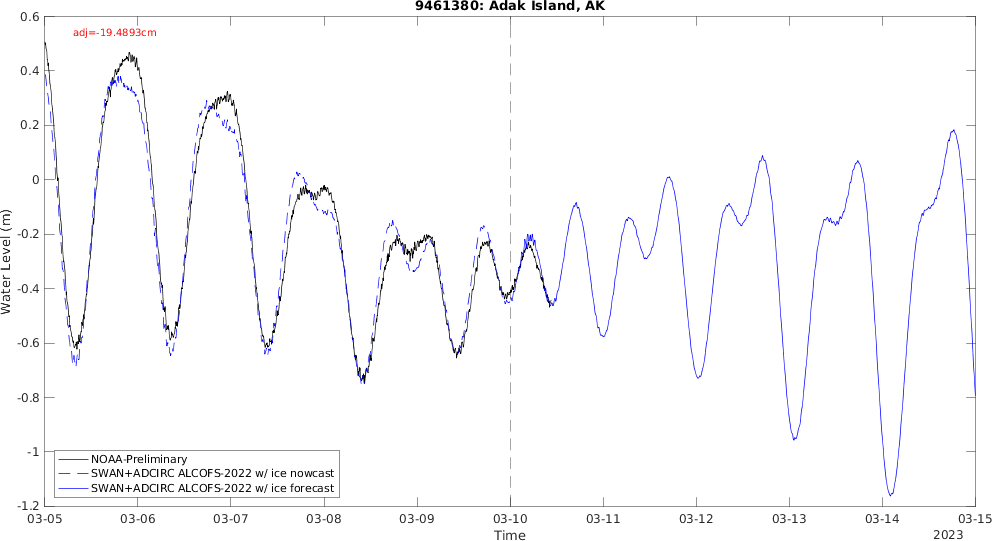 9461380: Adak Island, AK
adj=-19.4893cm
0.6
0.4
0.2
0
-0.2
-0.4
-0.6
-0.8
-1
-1.2
Water Level (m)
NOAA-Preliminary
SWAN+ADCIRC ALCOFS-2022 w/ ice nowcast
SWAN+ADCIRC ALCOFS-2022 w/ ice forecast
03-05 03-06 03-07 03-08 03-09 03-10 03-11 03-12 03-13 03-14 03-15
Time
2023